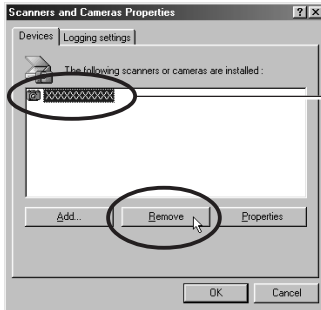 Scanners and Cameras Properties
Devices Logging settings
The following scanners or cameras are installed :
XXXXXXXXXXX
Add... Remove Properties
OK Cancel